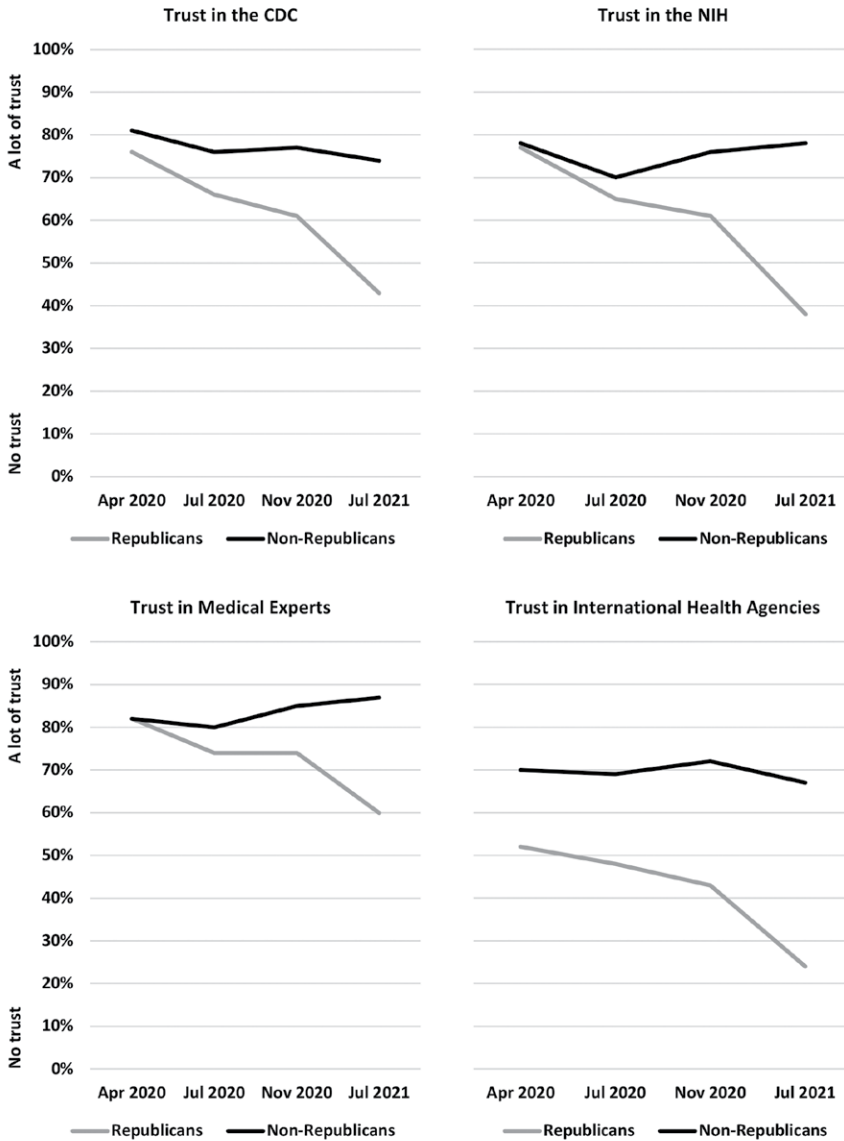 Trust in the CDC
Trust in the NIH
100%
90%
80%
70%
60%
50%
40%
30%
20%
10%
0%
A lot of trust
No trust
Apr 2020 Jul 2020 Nov 2020 Jul 2021
Apr 2020 Jul 2020 Nov 2020 Jul 2021
Republicans Non-Republicans
Republicans Non-Republicans
Trust in Medical Experts
Trust in International Health Agencies
100%
90%
80%
70%
60%
50%
40%
30%
20%
10%
0%
A lot of trust
No trust
Apr 2020 Jul 2020 Nov 2020 Jul 2021
Apr 2020 Jul 2020 Nov 2020 Jul 2021
Republicans Non-Republicans
Republicans Non-Republicans